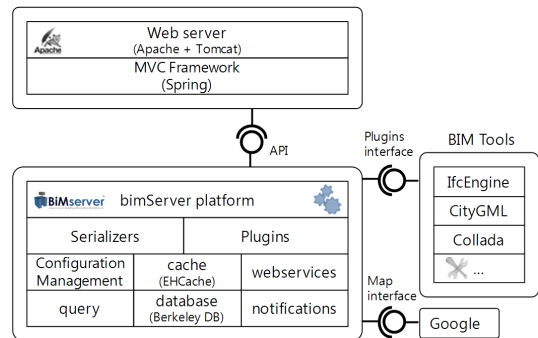 Web server
Apache
(Apache + Tomcat)
MVC Framework
(Spring)
API
Plugins
interface
BIM Tools
BiMserver
bimServer platform
IfcEngine
CityGML
Collada
...
Serializers
Plugins
Configuration
Management
cache
(EHCache)
webservices
query
database
(Berkeley DB)
notifications
Map
interface
Google